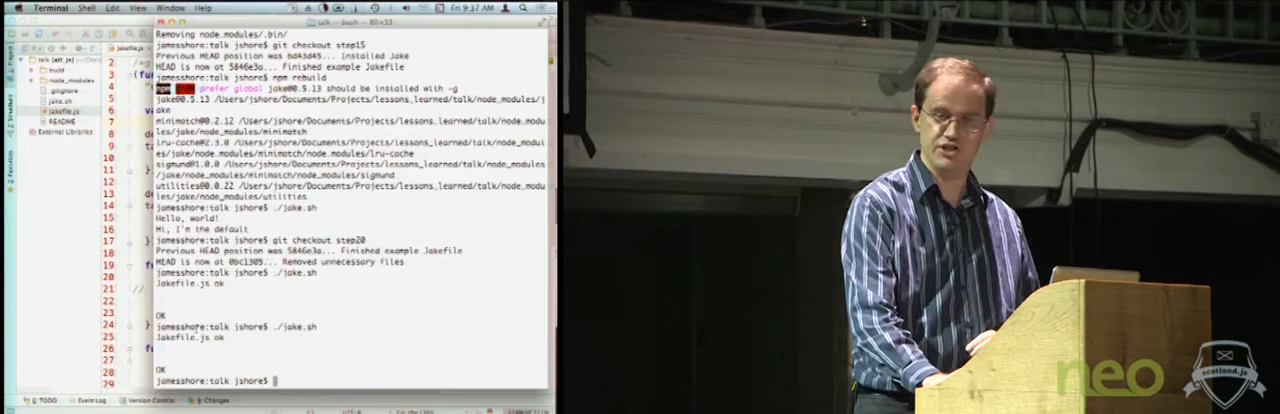 Terminal Shell Edit View Window Help
Fri 9:37 AM James Shore
talk — bash — 80×33
Removing node_modules/.bin/
jamesshore:talk jshore$ git checkout step15
Previous HEAD position was bd43d45... Installed Jake
HEAD is now at 5846e3a... Finished example Jakefile
jamesshore:talk jshore$ npm rebuild
npm prefer global jake@0.5.13 should be installed with -g
jake@0.5.13 /Users/jshore/Documents/Projects/lessons_learned/talk/node_modules/j
ake
minimatch@0.2.12 /Users/jshore/Documents/Projects/lessons_learned/talk/node_modu
les/jake/node_modules/minimatch
lru-cache@2.3.0 /Users/jshore/Documents/Projects/lessons_learned/talk/node_modul
es/jake/node_modules/minimatch/node_modules/lru-cache
sigmund@1.0.0 /Users/jshore/Documents/Projects/lessons_learned/talk/node_modules
/jake/node_modules/minimatch/node_modules/sigmund
utilities@0.0.22 /Users/jshore/Documents/Projects/lessons_learned/talk/node_modu
les/jake/node_modules/utilities
jamesshore:talk jshore$ ./jake.sh
Hello, world!
Hi, I'm the default
jamesshore:talk jshore$ git checkout step20
Previous HEAD position was 5846e3a... Finished example Jakefile
HEAD is now at 0bc1305... Removed unnecessary files
jamesshore:talk jshore$ ./jake.sh
Jakefile.js ok
OK
jamesshore:talk jshore$ ./jake.sh
Jakefile.js ok
OK
jamesshore:talk jshore$
build
node_modules
.gitignore
jake.sh
jakefile.js
README
External Libraries
TODO Event Log Version Control Changes
neo
scotland.js